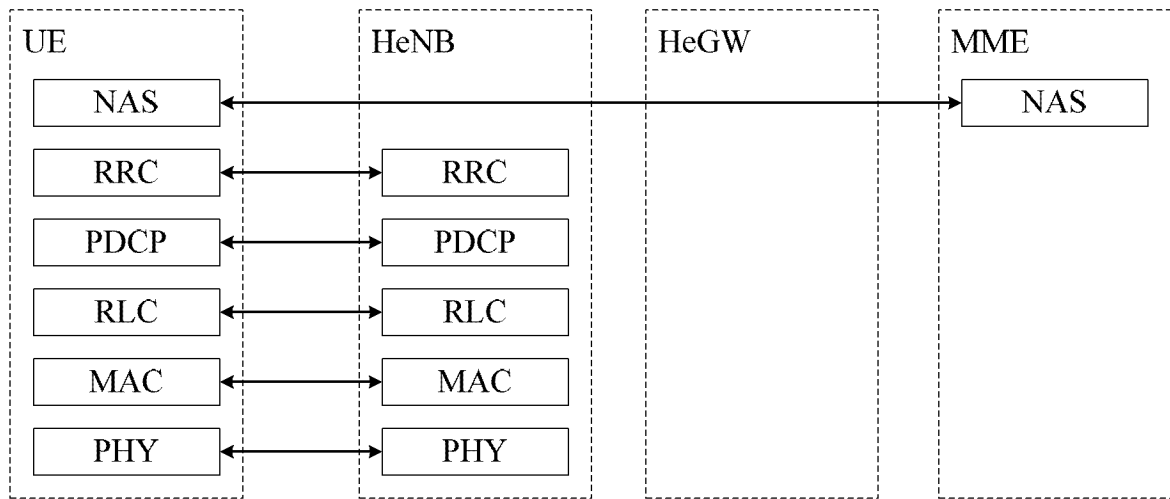 UE HeNB HeGW MME
NAS NAS
RRC RRC
PDCP PDCP
RLC RLC
MAC MAC
PHY PHY